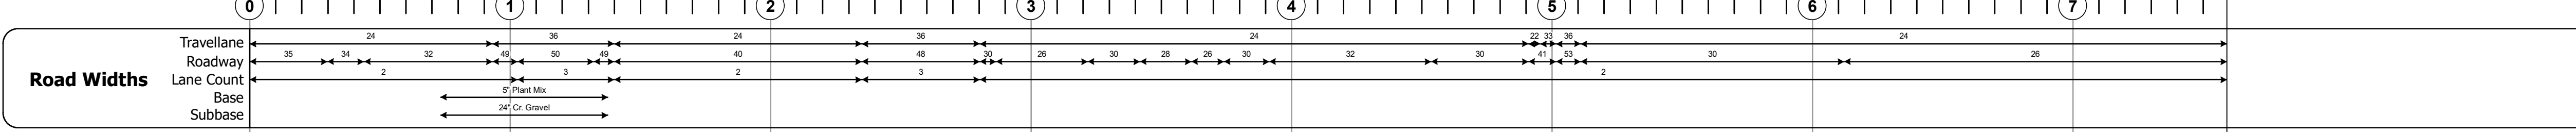 0 1 2 3 4 5 6 7
Road Widths
Travellane 24 36 24 36 24 22 33 36 24
Roadway 35 34 32 49 50 49 40 48 30 26 30 28 26 30 32 30 41 53 30 26
Lane Count 2 3 2 3 2
Base 5" Plant Mix
Subbase 24" Cr. Gravel